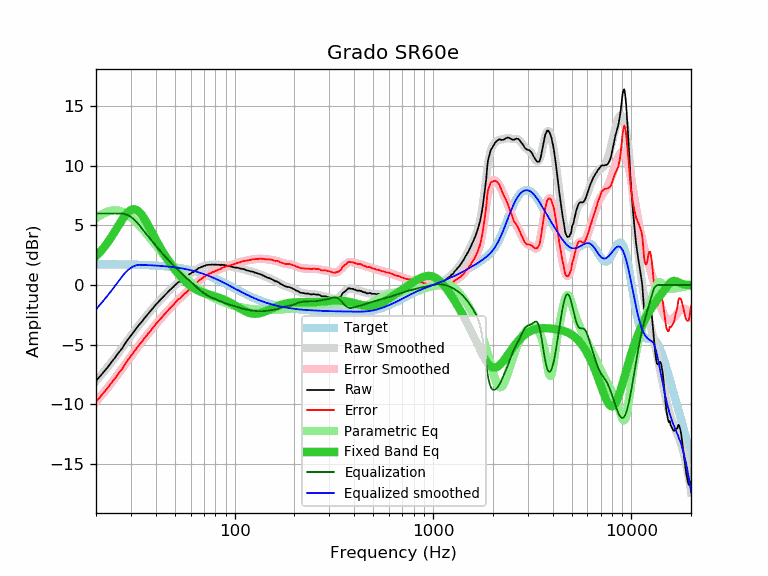 Grado SR60e
Amplitude (dBr)
15
10
5
0
−5
−10
−15
Target
Raw Smoothed
Error Smoothed
Raw
Error
Parametric Eq
Fixed Band Eq
Equalization
Equalized smoothed
100
1000
10000
Frequency (Hz)